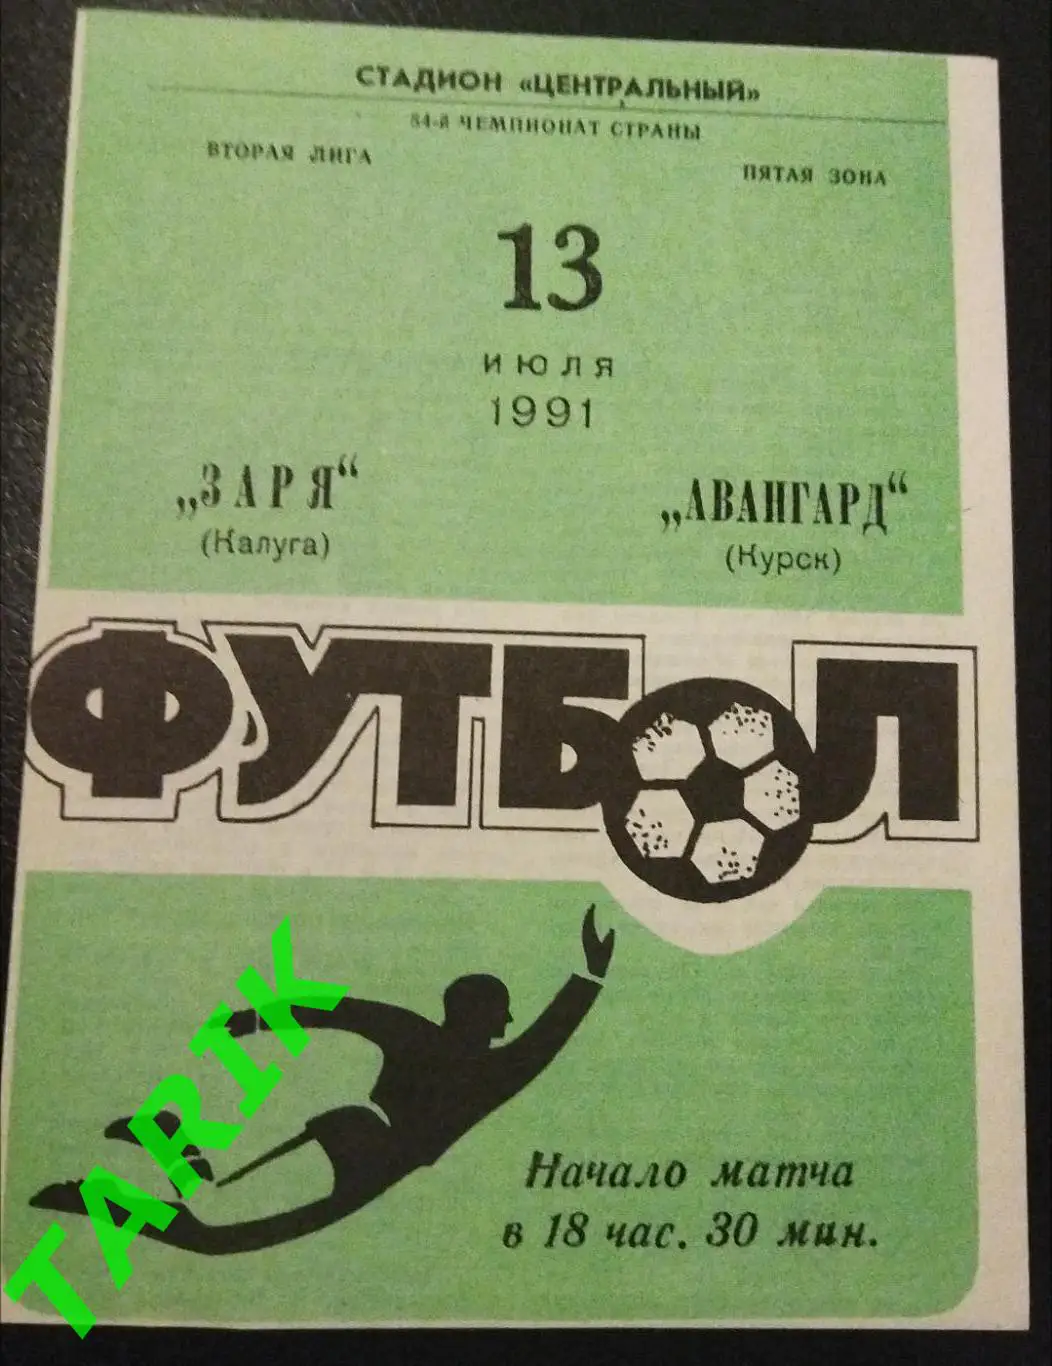 СТАДИОН «ЦЕНТРАЛЬНЫЙ»
54-й ЧЕМПИОНАТ СТРАНЫ
ВТОРАЯ ЛИГА
ПЯТАЯ ЗОНА
13
ИЮЛЯ
1991
„ЗАРЯ“
(Калуга)
„АВАНГАРД“
(Курск)
ФУТБОЛ
Начало матча
в 18 час. 30 мин.
TARIK